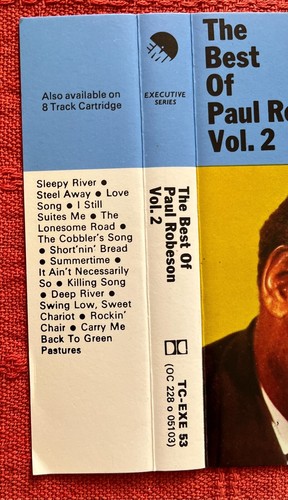 Also available on
8 Track Cartridge
Sleepy River ●
Steel Away ● Love
Song ● I Still
Suites Me ● The
Lonesome Road ●
The Cobbler's Song
● Short'nin' Bread
● Summertime ●
It Ain't Necessarily
So ● Killing Song
● Deep River ●
Swing Low, Sweet
Chariot ● Rockin'
Chair ● Carry Me
Back To Green
Pastures
EMI
EXECUTIVE
SERIES
The Best Of
Paul Robeson
Vol. 2
TC-EXE 53
(OC 228 o 05103)
The
Best
Of
Paul Ro
Vol. 2